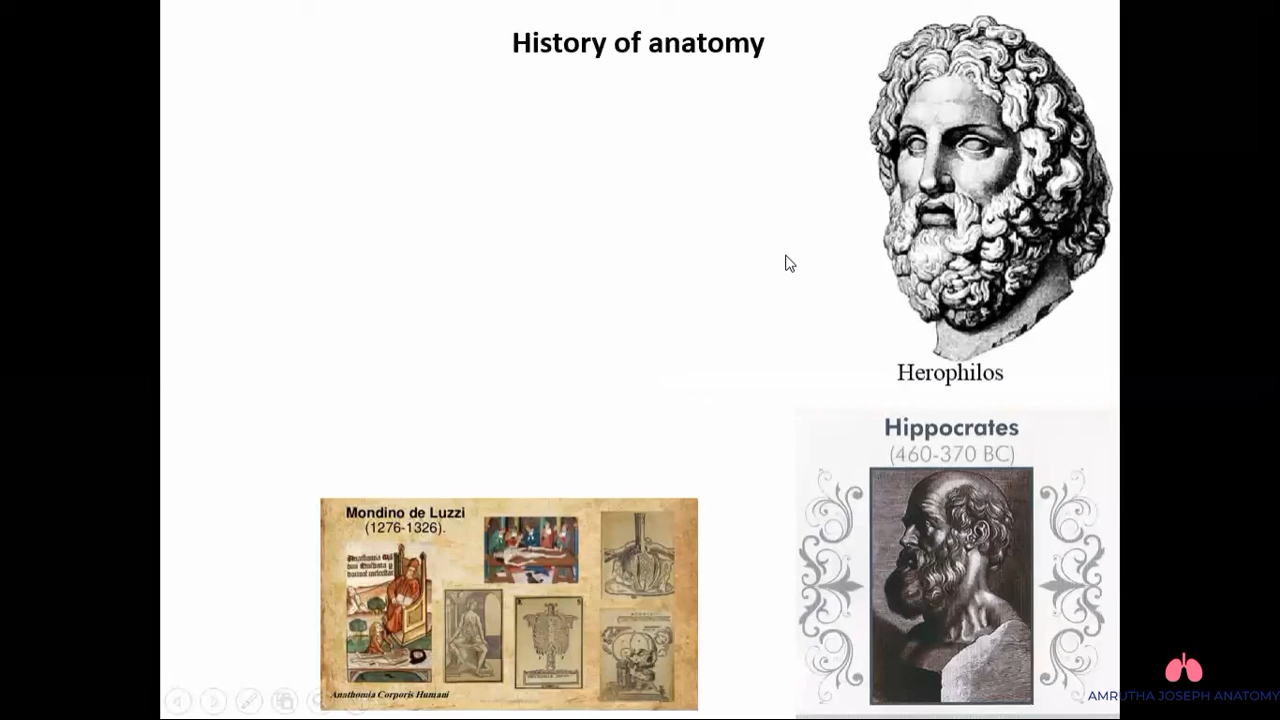 History of anatomy
Herophilos
Hippocrates
(460-370 BC)
Mondino de Luzzi
(1276-1326).
Anathomia Corporis Humani
AMRUTHA JOSEPH ANATOMY